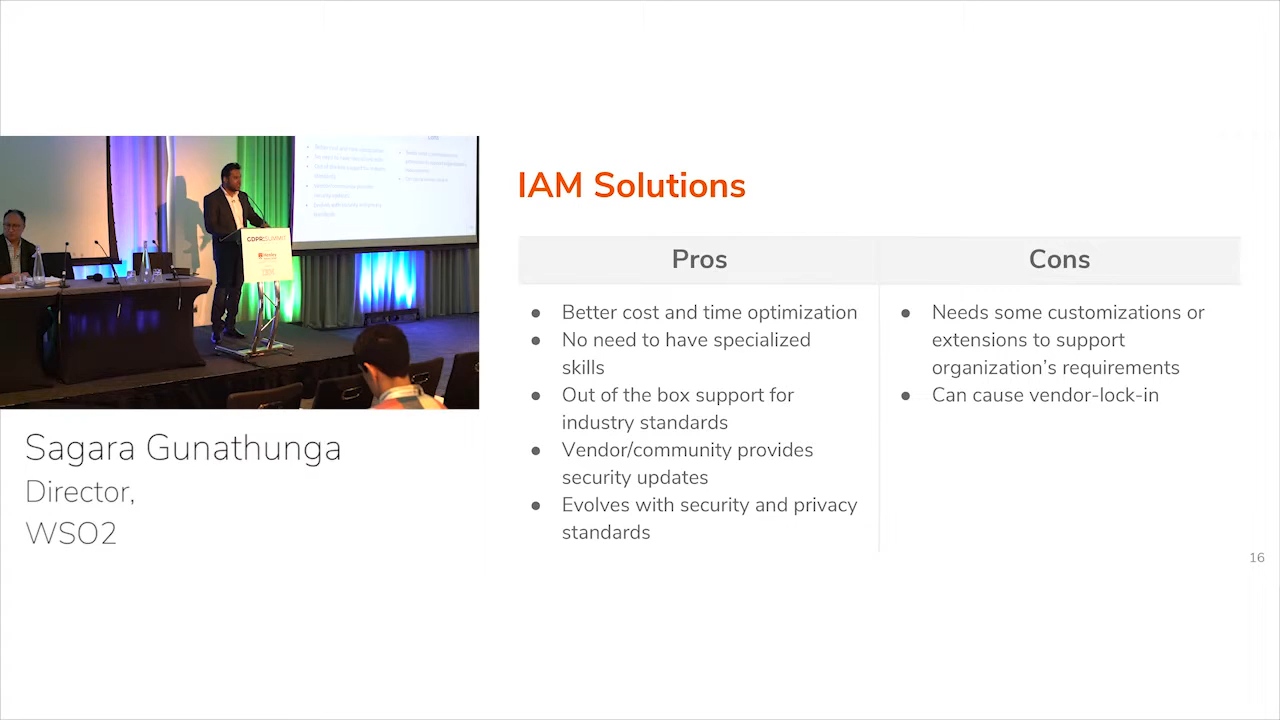 GDPR:SUMMIT
Sagara Gunathunga
Director,
WSO2
IAM Solutions
Pros
Cons
● Better cost and time optimization
● No need to have specialized
skills
● Out of the box support for
industry standards
● Vendor/community provides
security updates
● Evolves with security and privacy
standards
● Needs some customizations or
extensions to support
organization’s requirements
● Can cause vendor-lock-in
16